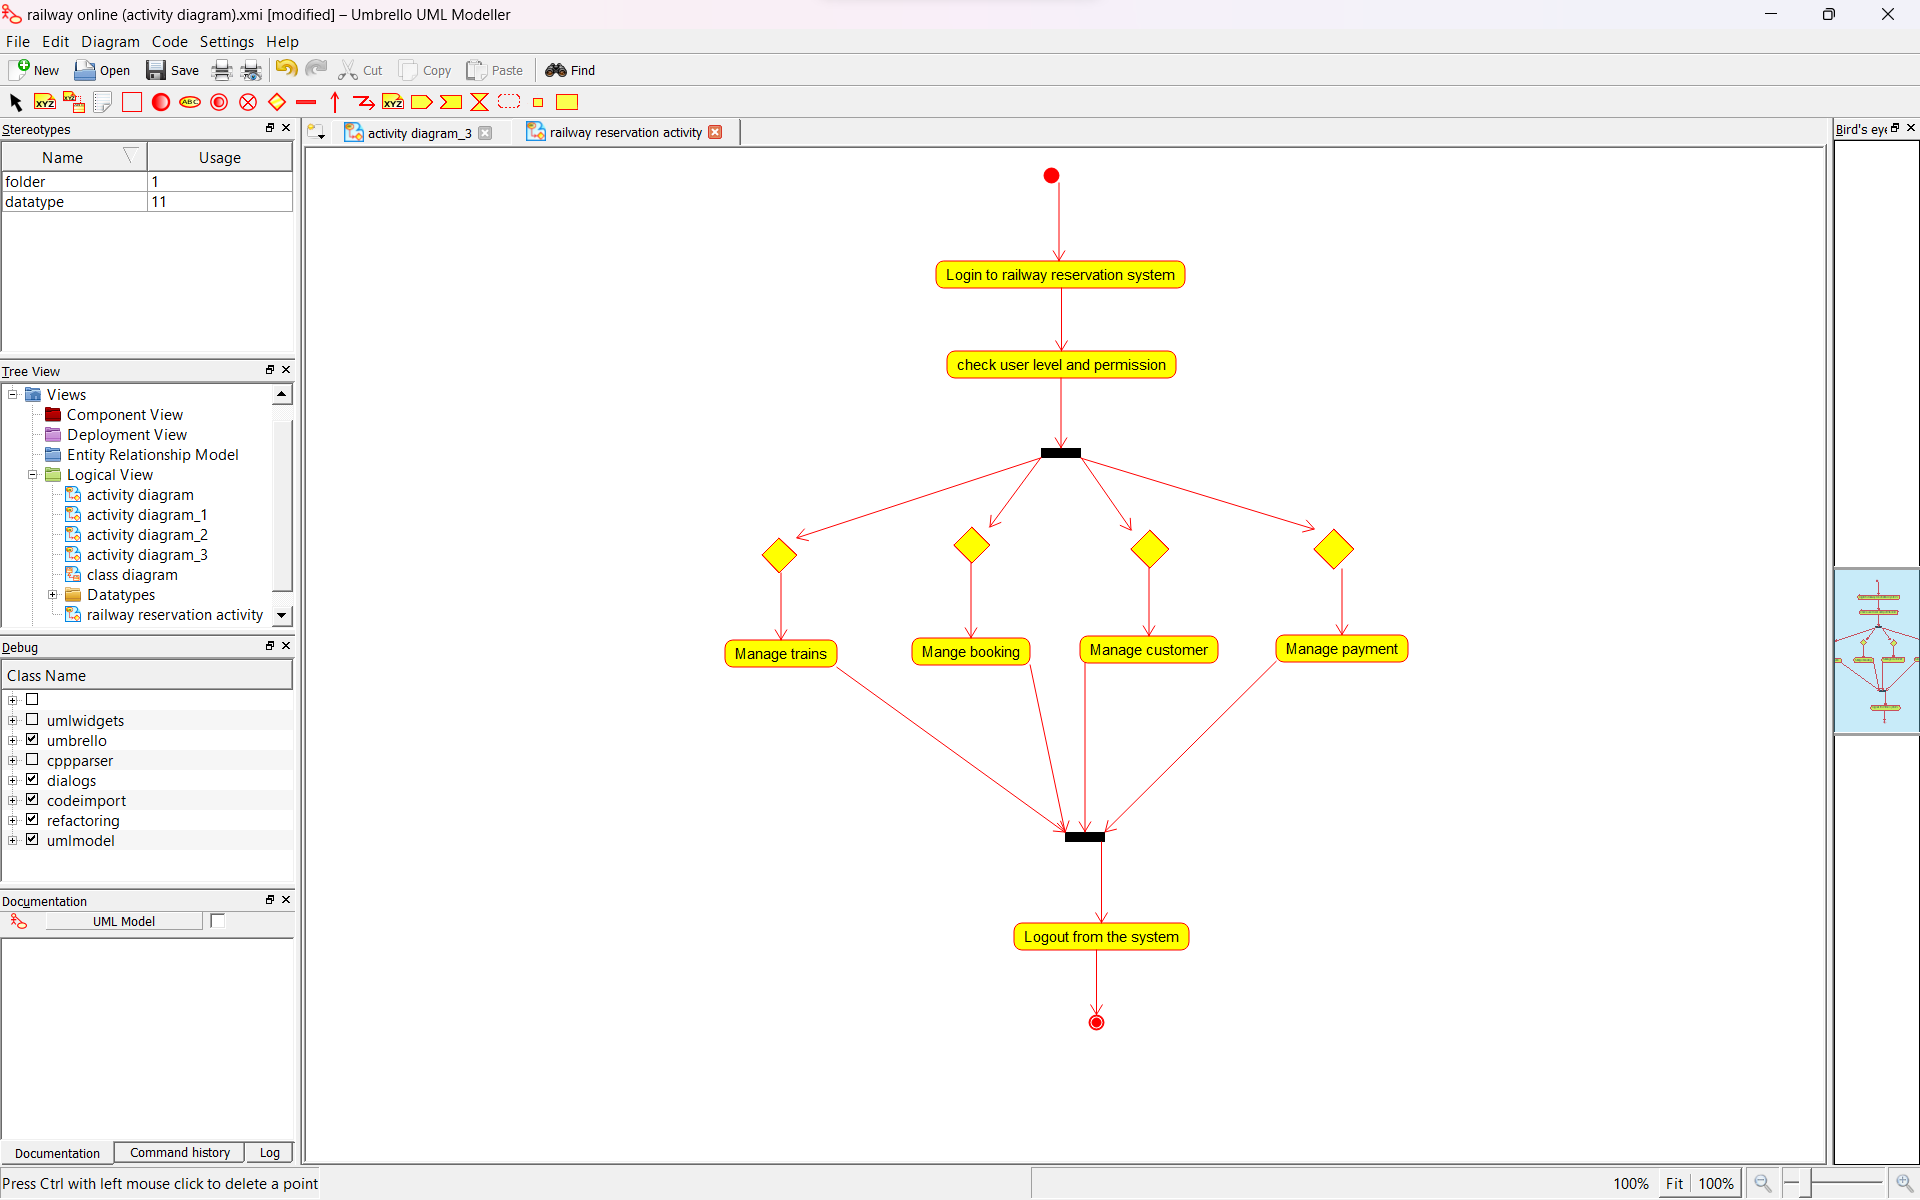 railway online (activity diagram).xmi [modified] – Umbrello UML Modeller
File Edit Diagram Code Settings Help
New Open Save Cut Copy Paste Find
XYZ XYZ ABC XYZ
Stereotypes
Name Usage
folder 1
datatype 11
Tree View
Views
Component View
Deployment View
Entity Relationship Model
Logical View
activity diagram
activity diagram_1
activity diagram_2
activity diagram_3
class diagram
Datatypes
railway reservation activity
Debug
Class Name
umlwidgets
umbrello
cppparser
dialogs
codeimport
refactoring
umlmodel
Documentation
UML Model
Documentation Command history Log
Press Ctrl with left mouse click to delete a point
activity diagram_3 railway reservation activity
Login to railway reservation system
check user level and permission
Manage trains Mange booking Manage customer Manage payment
Logout from the system
Bird's eye
100% Fit 100%